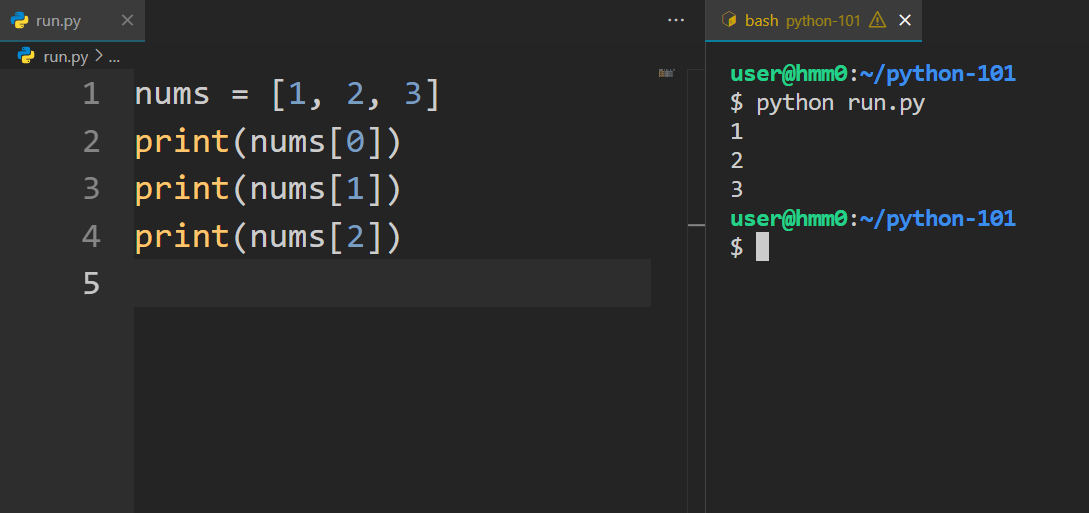 run.py
run.py > ...
1 nums = [1, 2, 3]
2 print(nums[0])
3 print(nums[1])
4 print(nums[2])
5
bash python-101
user@hmm0:~/python-101
$ python run.py
1
2
3
user@hmm0:~/python-101
$